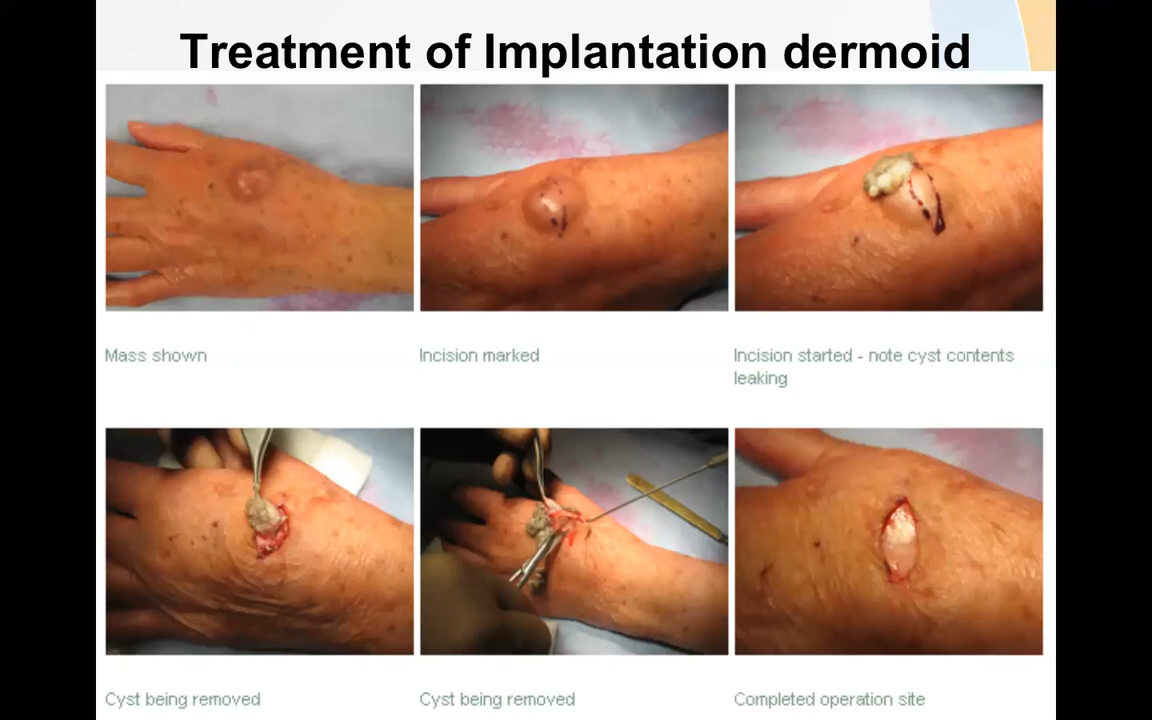 Treatment of Implantation dermoid
Mass shown
Incision marked
Incision started - note cyst contents
leaking
Cyst being removed
Cyst being removed
Completed operation site